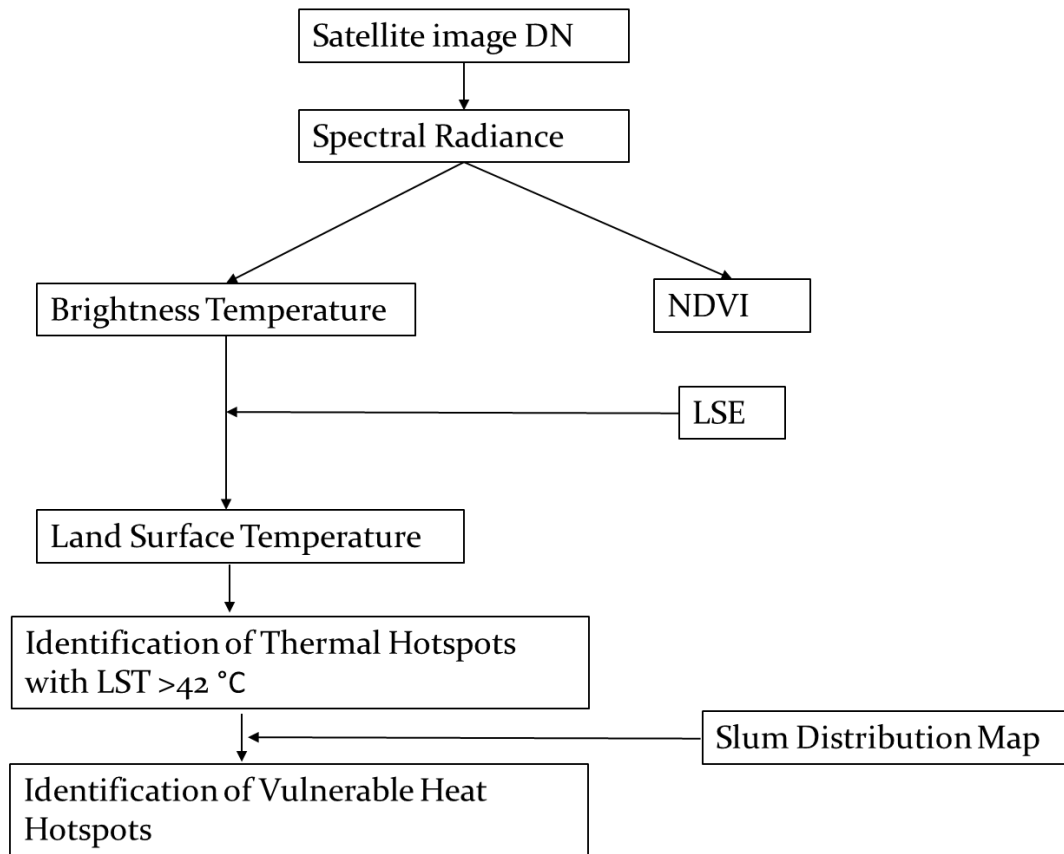 Satellite image DN
Spectral Radiance
Brightness Temperature
NDVI
LSE
Land Surface Temperature
Identification of Thermal Hotspots
with LST >42 °C
Slum Distribution Map
Identification of Vulnerable Heat
Hotspots